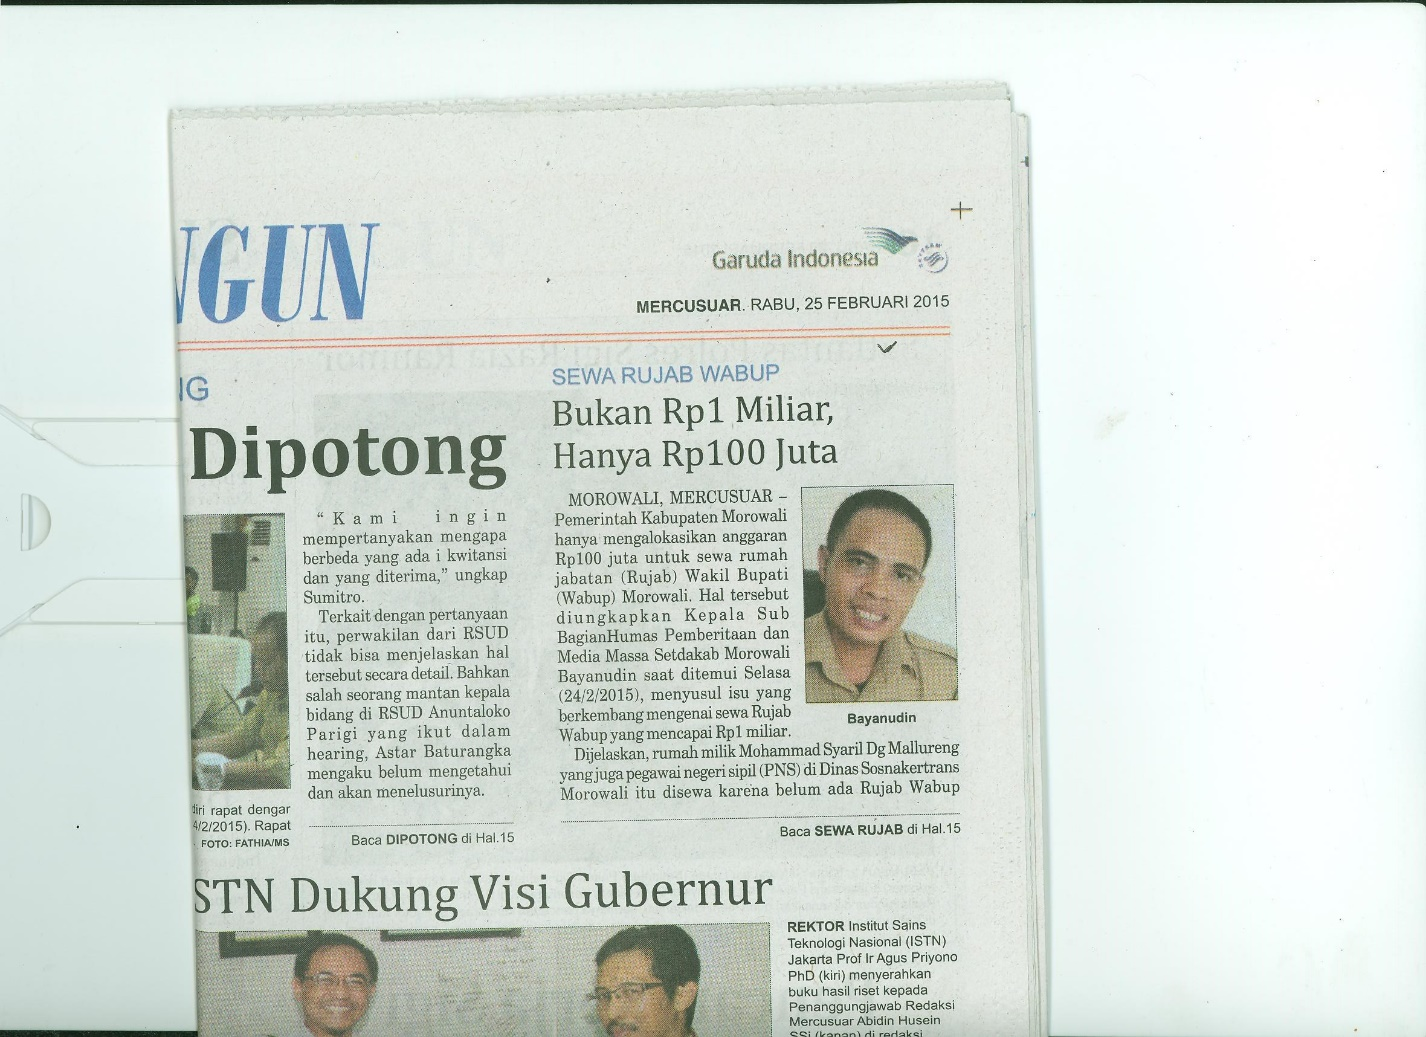 NGUN
Garuda Indonesia
MERCUSUAR. RABU, 25 FEBRUARI 2015
NG
Dipotong
“Kami ingin
mempertanyakan mengapa
berbeda yang ada i kwitansi
dan yang diterima,” ungkap
Sumitro.
Terkait dengan pertanyaan
itu, perwakilan dari RSUD
tidak bisa menjelaskan hal
tersebut secara detail. Bahkan
salah seorang mantan kepala
bidang di RSUD Anuntaloko
Parigi yang ikut dalam
hearing, Astar Baturangka
mengaku belum mengetahui
dan akan menelusurinya.
Baca DIPOTONG di Hal.15
diri rapat dengar
4/2/2015). Rapat
FOTO: FATHIA/MS
SEWA RUJAB WABUP
Bukan Rp1 Miliar,
Hanya Rp100 Juta
MOROWALI, MERCUSUAR –
Pemerintah Kabupaten Morowali
hanya mengalokasikan anggaran
Rp100 juta untuk sewa rumah
jabatan (Rujab) Wakil Bupati
(Wabup) Morowali. Hal tersebut
diungkapkan Kepala Sub
BagianHumas Pemberitaan dan
Media Massa Setdakab Morowali
Bayanudin saat ditemui Selasa
(24/2/2015), menyusul isu yang
berkembang mengenai sewa Rujab
Wabup yang mencapai Rp1 miliar.
Dijelaskan, rumah milik Mohammad Syaril Dg Mallureng
yang juga pegawai negeri sipil (PNS) di Dinas Sosnakertrans
Morowali itu disewa karena belum ada Rujab Wabup
Bayanudin
Baca SEWA RUJAB di Hal.15
STN Dukung Visi Gubernur
REKTOR Institut Sains
Teknologi Nasional (ISTN)
Jakarta Prof Ir Agus Priyono
PhD (kiri) menyerahkan
buku hasil riset kepada
Penanggungjawab Redaksi
Mercusuar Abidin Husein
SSi (kanan) di redaksi